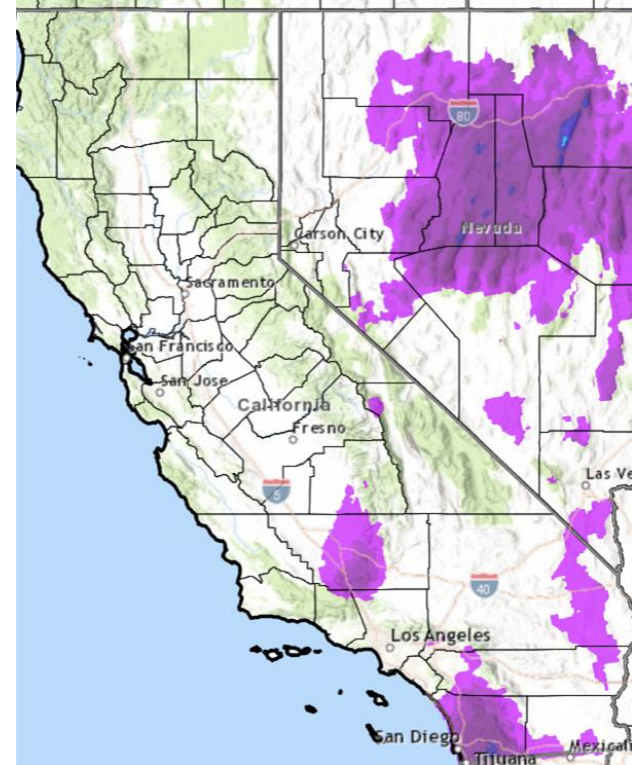 80
Nevada
Carson City
Sacramento
San Francisco
San Jose
California
Fresno
5
Las Ve
40
Los Angeles
San Diego
Tijuana
Mexicali